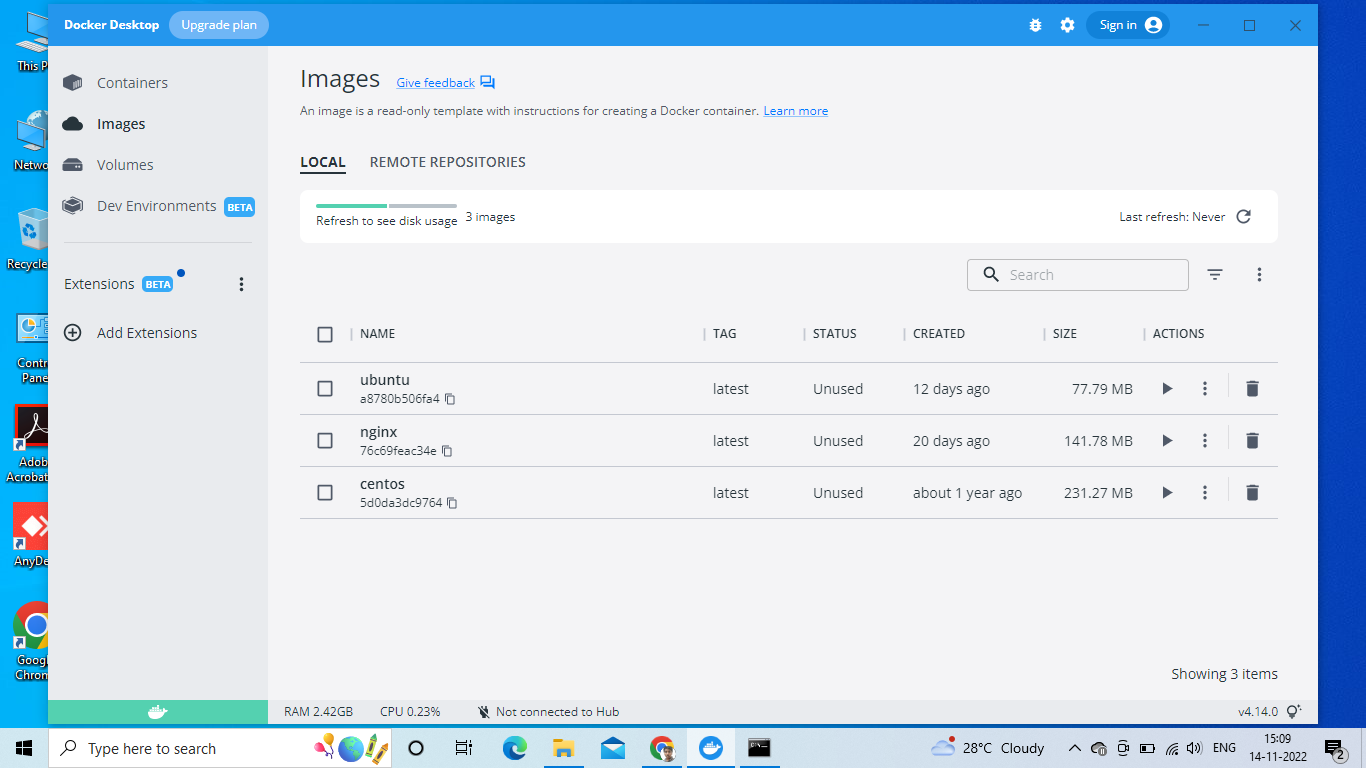 Docker Desktop
Upgrade plan
Sign in
This P
Netwo
Recycle
Contr
Pane
Adob
Acrobat
AnyDe
Goog
Chrom
Containers
Images
Volumes
Dev Environments BETA
Extensions BETA
Add Extensions
Images Give feedback
An image is a read-only template with instructions for creating a Docker container. Learn more
LOCAL REMOTE REPOSITORIES
Refresh to see disk usage 3 images Last refresh: Never
Search
NAME TAG STATUS CREATED SIZE ACTIONS
ubuntu
a8780b506fa4
latest Unused 12 days ago 77.79 MB
nginx
76c69feac34e
latest Unused 20 days ago 141.78 MB
centos
5d0da3dc9764
latest Unused about 1 year ago 231.27 MB
Showing 3 items
RAM 2.42GB CPU 0.23% Not connected to Hub v4.14.0
Type here to search
28°C Cloudy
ENG
15:09
14-11-2022
2